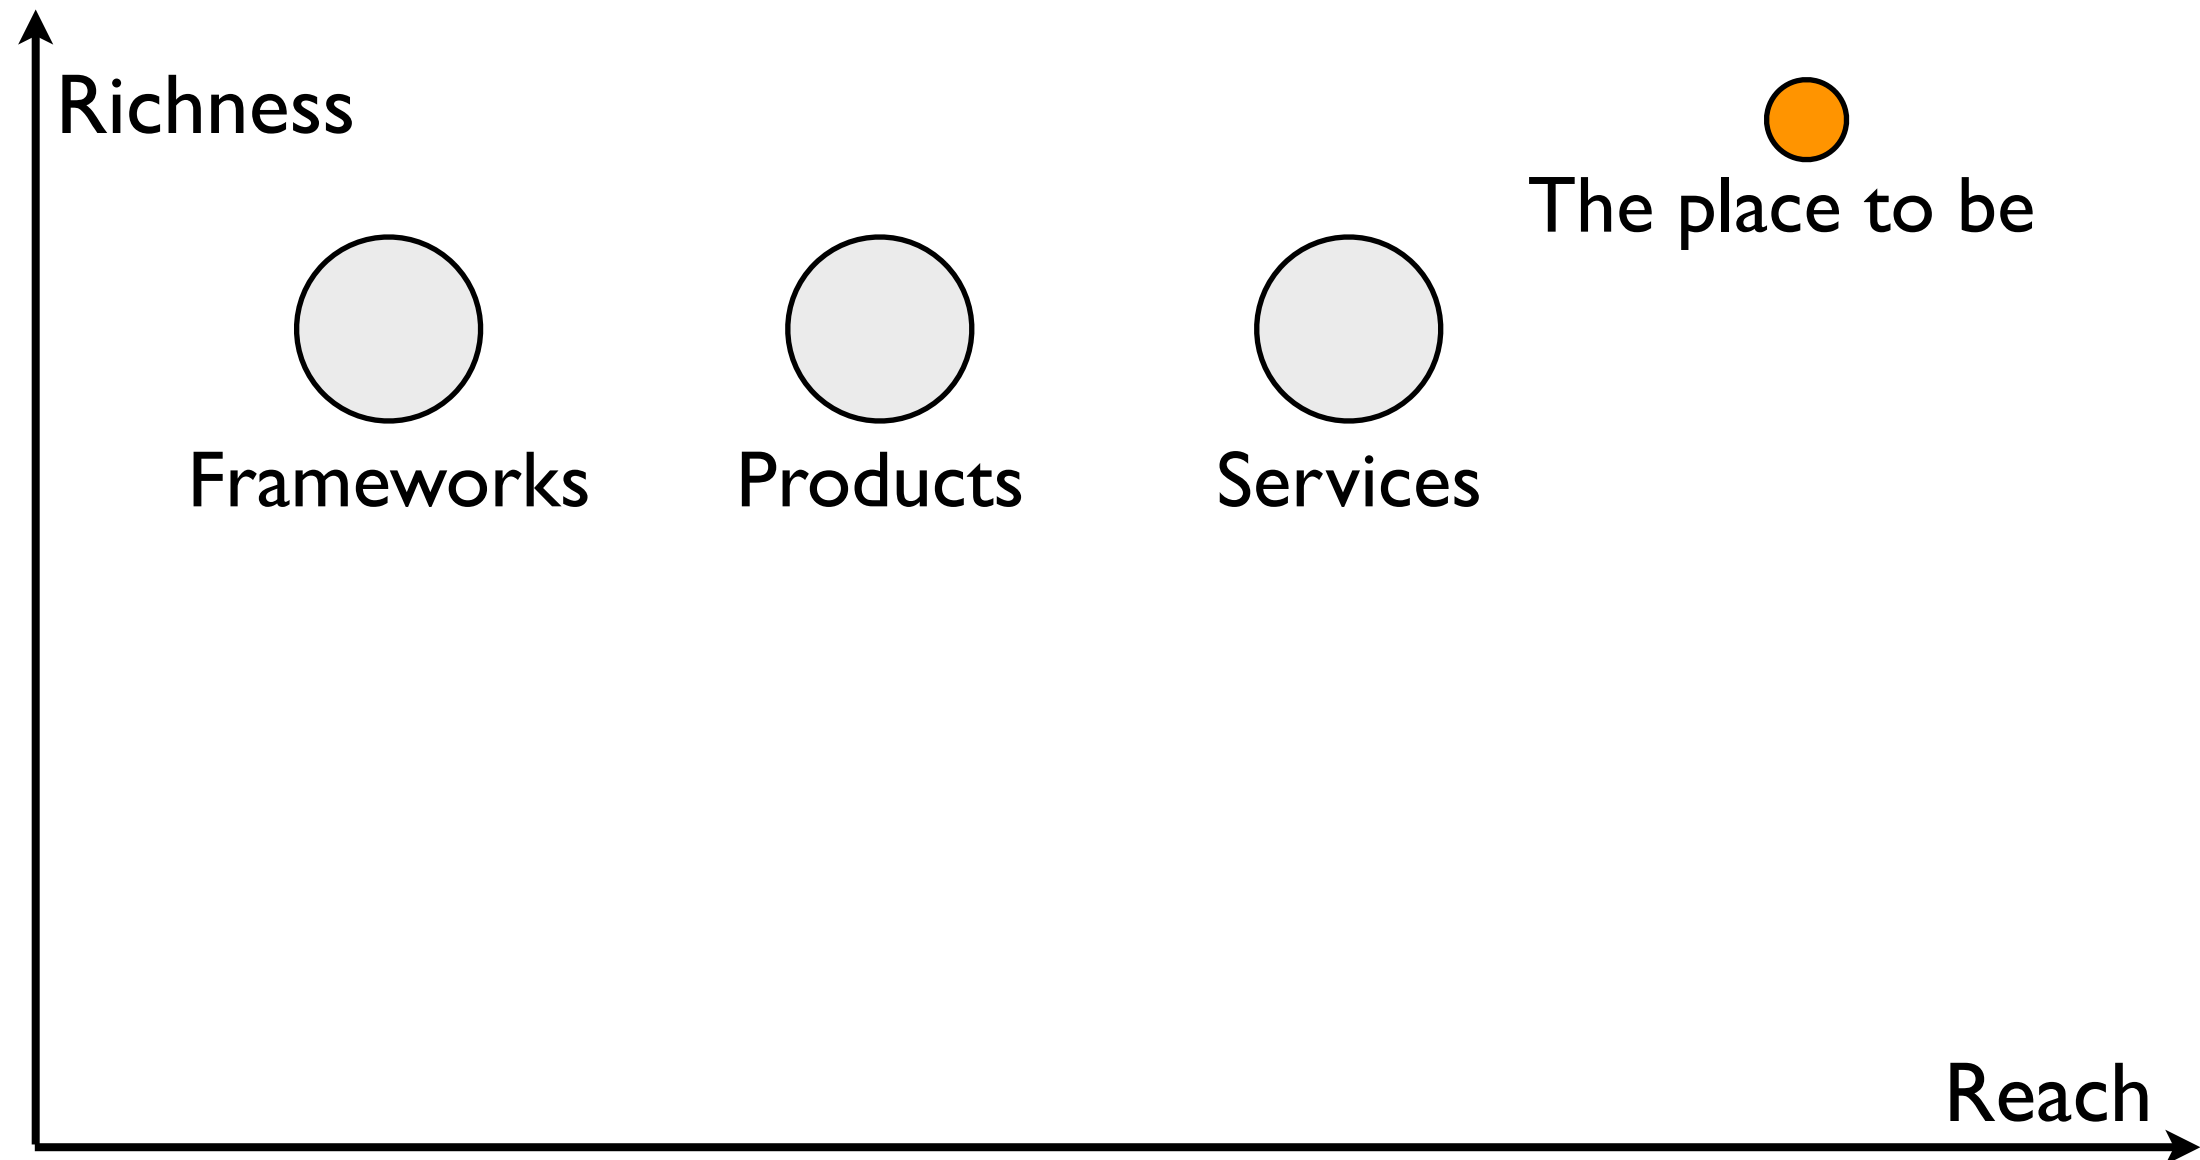 Richness
The place to be
Frameworks
Products
Services
Reach